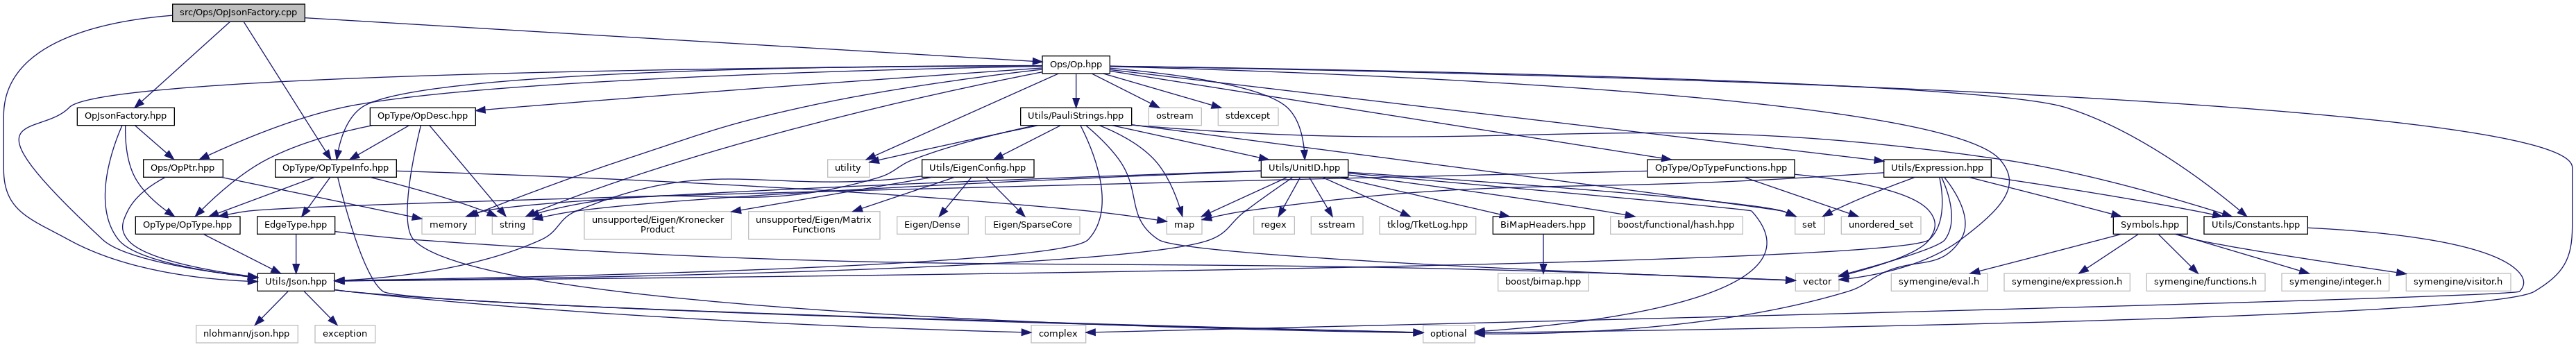 src/Ops/OpJsonFactory.cpp
Ops/Op.hpp
OpJsonFactory.hpp
OpType/OpDesc.hpp
Utils/PauliStrings.hpp
ostream
stdexcept
Ops/OpPtr.hpp
OpType/OpTypeInfo.hpp
utility
Utils/EigenConfig.hpp
Utils/UnitID.hpp
OpType/OpTypeFunctions.hpp
Utils/Expression.hpp
OpType/OpType.hpp
EdgeType.hpp
memory
string
unsupported/Eigen/Kronecker
Product
unsupported/Eigen/Matrix
Functions
Eigen/Dense
Eigen/SparseCore
map
regex
sstream
tklog/TketLog.hpp
BiMapHeaders.hpp
boost/functional/hash.hpp
set
unordered_set
Symbols.hpp
Utils/Constants.hpp
Utils/Json.hpp
boost/bimap.hpp
vector
symengine/eval.h
symengine/expression.h
symengine/functions.h
symengine/integer.h
symengine/visitor.h
nlohmann/json.hpp
exception
complex
optional